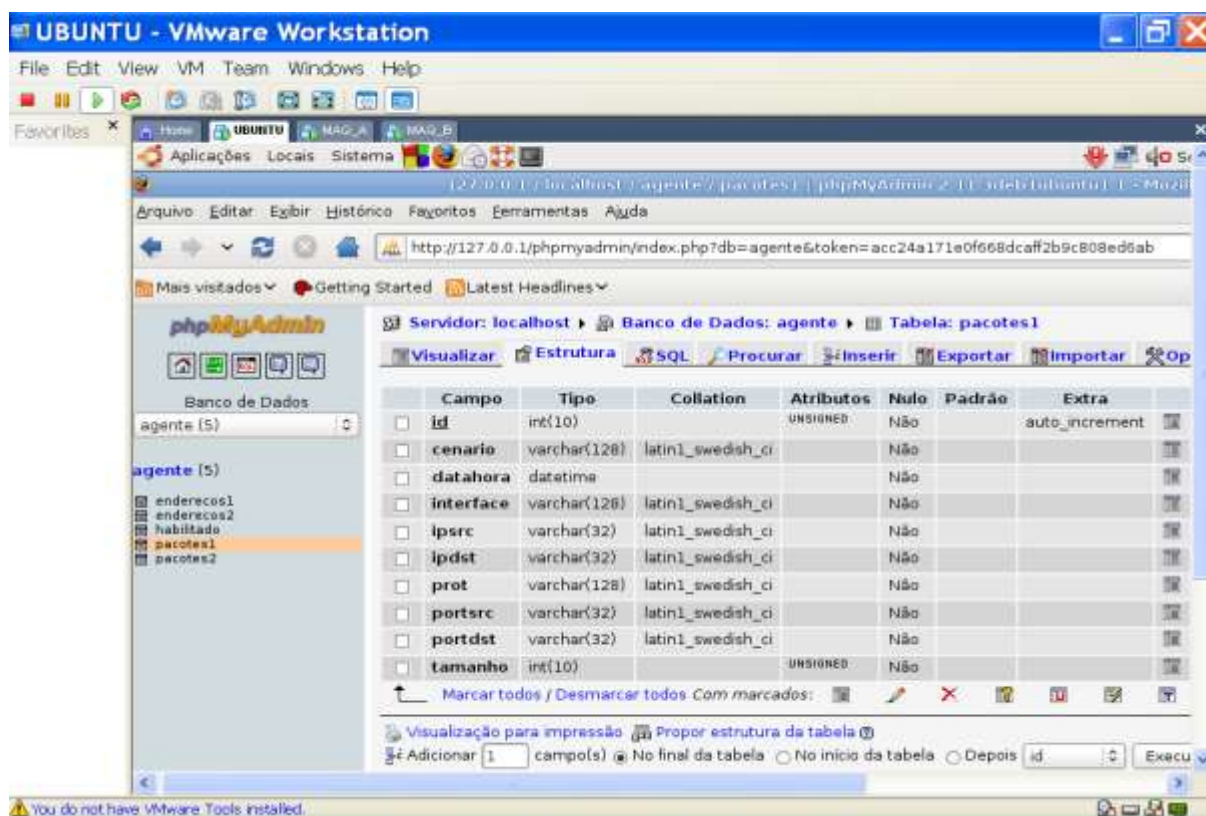 UBUNTU - VMware Workstation
File Edit View VM Team Windows Help
Favorites
Home UBUNTU MAQ_A MAQ_B
Aplicações Locais Sistema
Arquivo Editar Exibir Histórico Favoritos Ferramentas Ajuda
http://127.0.0.1/phpmyadmin/index.php?db=agente&token=acc24a171e0f668dcaff2b9c808ed6ab
Mais visitados Getting Started Latest Headlines
phpMyAdmin
Banco de Dados
agente (5)
agente (5)
enderecos1
enderecos2
habilitado
pacotes1
pacotes2
Servidor: localhost Banco de Dados: agente Tabela: pacotes1
Visualizar Estrutura SQL Procurar Inserir Exportar Importar Op
Campo Tipo Collation Atributos Nulo Padrão Extra
id int(10) UNSIGNED Não auto_increment
cenario varchar(128) latin1_swedish_ci Não
datahora datetime Não
interface varchar(128) latin1_swedish_ci Não
ipsrc varchar(32) latin1_swedish_ci Não
ipdst varchar(32) latin1_swedish_ci Não
prot varchar(128) latin1_swedish_ci Não
portsrc varchar(32) latin1_swedish_ci Não
portdst varchar(32) latin1_swedish_ci Não
tamanho int(10) UNSIGNED Não
Marcar todos / Desmarcar todos Com marcados:
Visualização para impressão Propor estrutura da tabela
Adicionar 1 campo(s) No final da tabela No início da tabela Depois id Execu
You do not have VMware Tools installed.